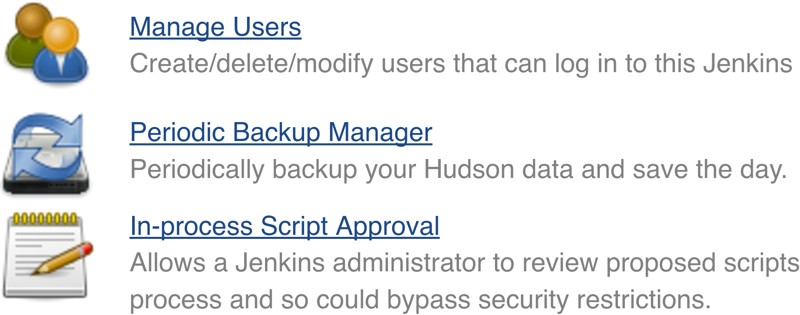 Manage Users
Create/delete/modify users that can log in to this Jenkins
Periodic Backup Manager
Periodically backup your Hudson data and save the day.
In-process Script Approval
Allows a Jenkins administrator to review proposed scripts
process and so could bypass security restrictions.